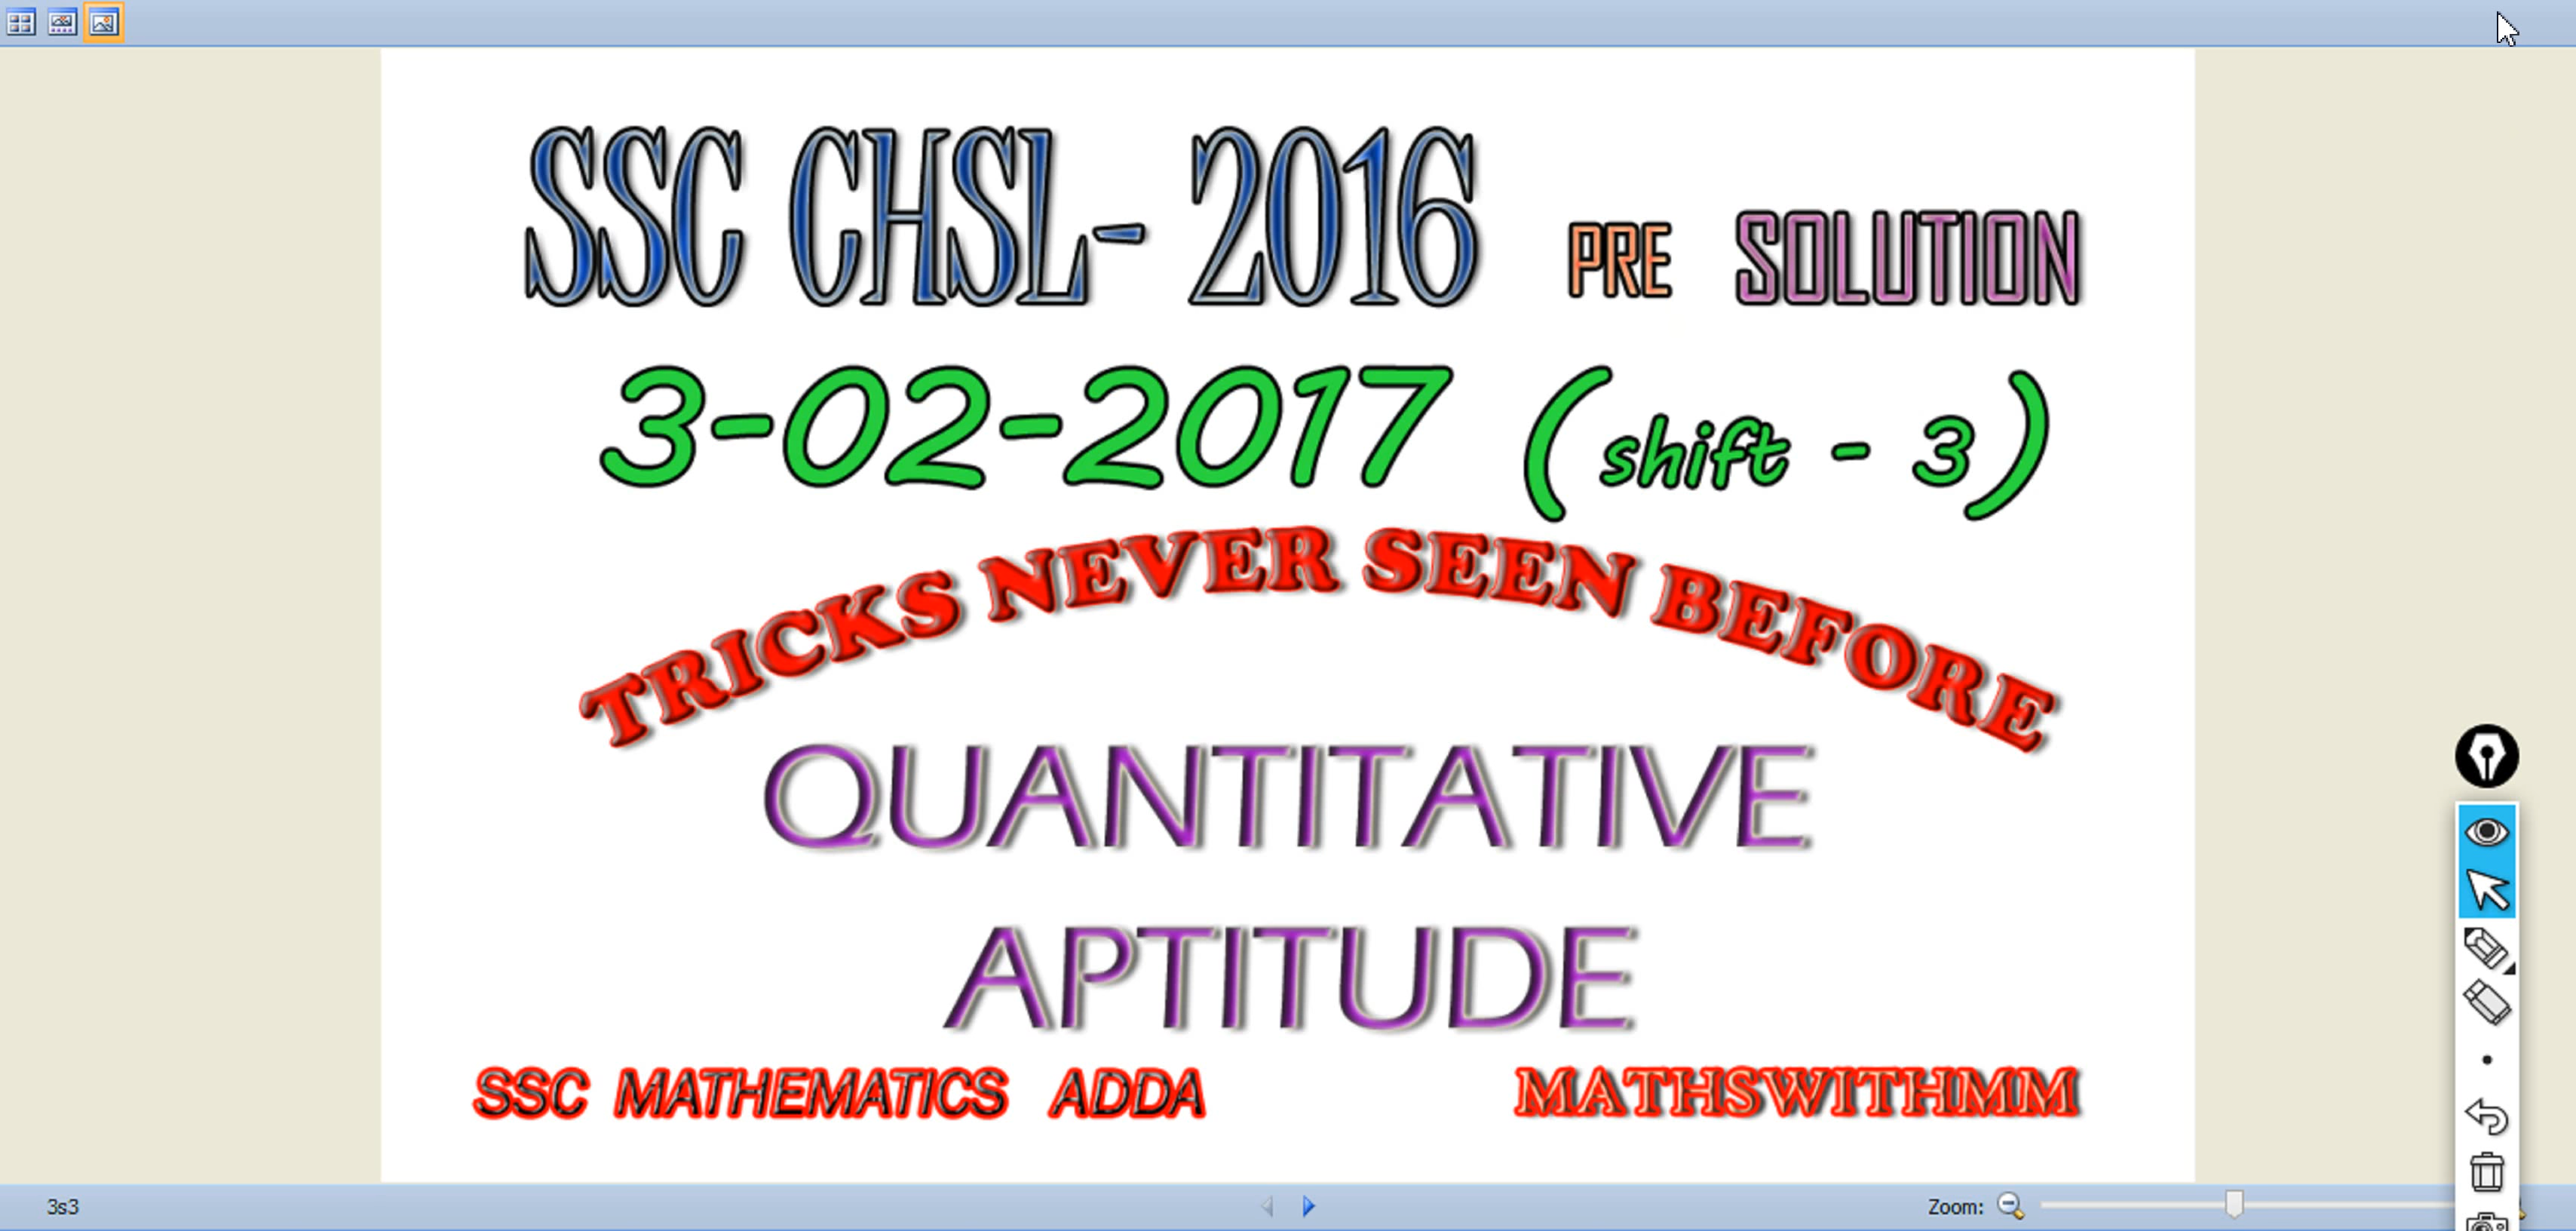 SSC CHSL- 2016 PRE SOLUTION
3-02-2017 (shift - 3)
TRICKS NEVER SEEN BEFORE
QUANTITATIVE
APTITUDE
SSC MATHEMATICS ADDA MATHSWITHMM
3s3 Zoom: